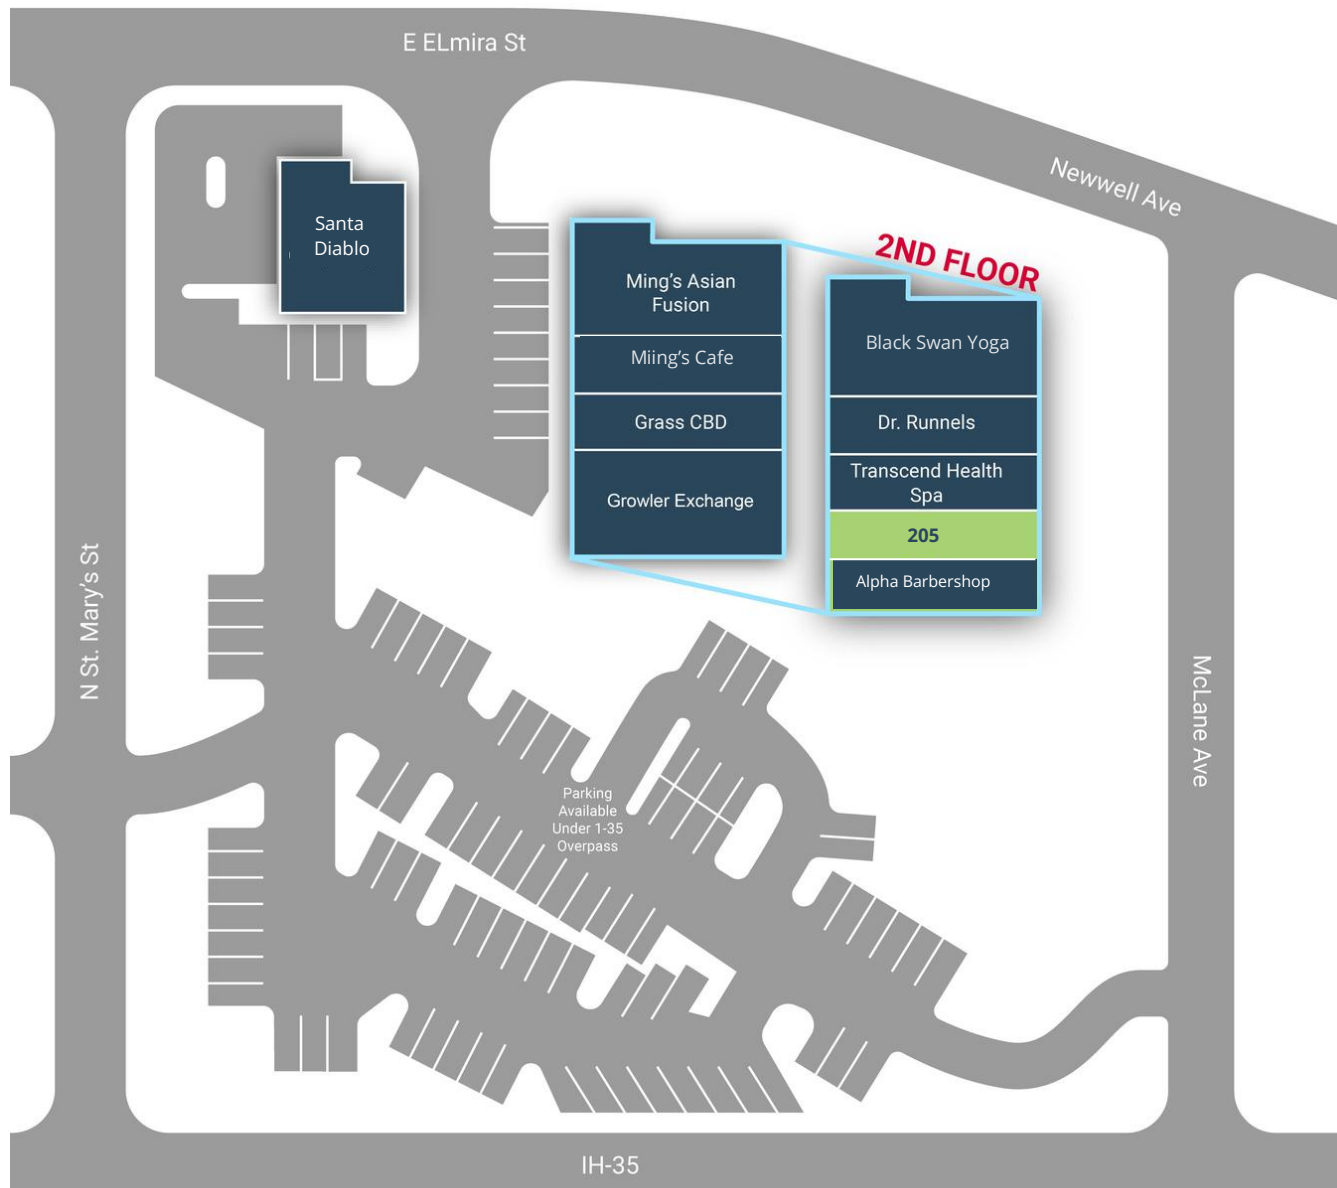 E ELmira St
Newwell Ave
Santa
Diablo
2ND FLOOR
Ming's Asian
Fusion
Miing's Cafe
Grass CBD
Growler Exchange
Black Swan Yoga
Dr. Runnels
Transcend Health
Spa
205
Alpha Barbershop
N St. Mary's St
McLane Ave
Parking
Available
Under 1-35
Overpass
IH-35